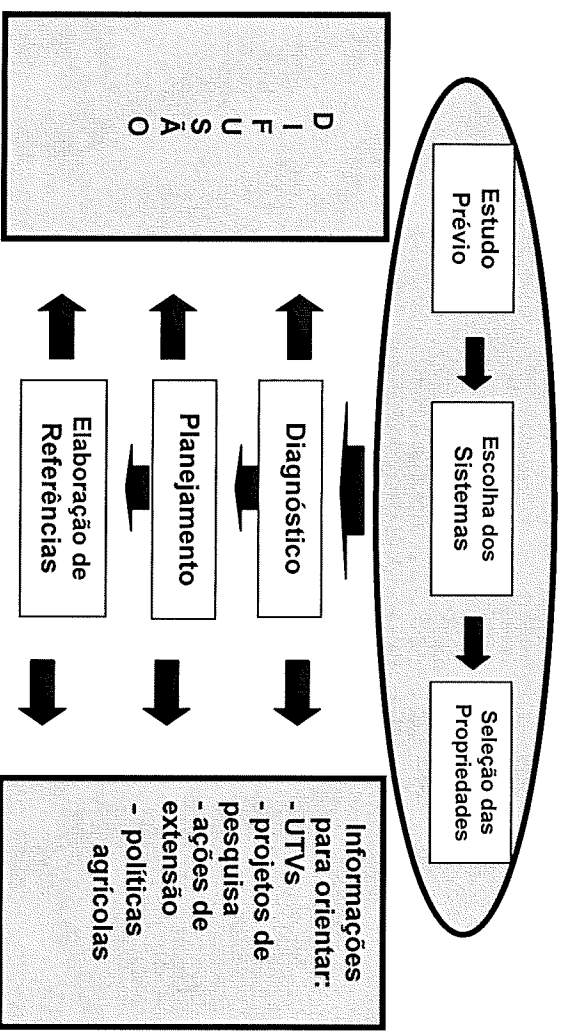 Estudo
Prévio
Escolha dos
Sistemas
Seleção das
Propriedades
D
I
F
U
S
Ã
O
Diagnóstico
Planejamento
Elaboração de
Referências
Informações
para orientar:
- UTVs
- projetos de
pesquisa
- ações de
extensão
- políticas
agrícolas